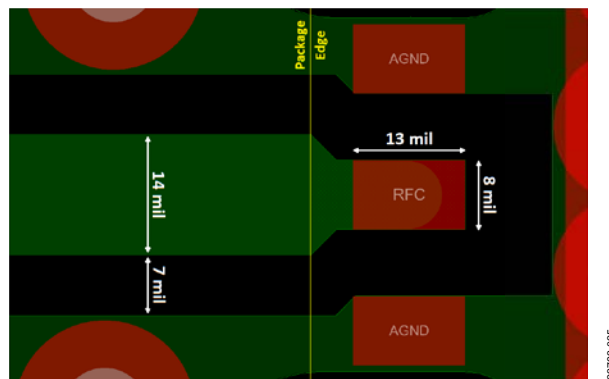 Package
Edge
AGND
13 mil
14 mil
RFC
8 mil
7 mil
AGND